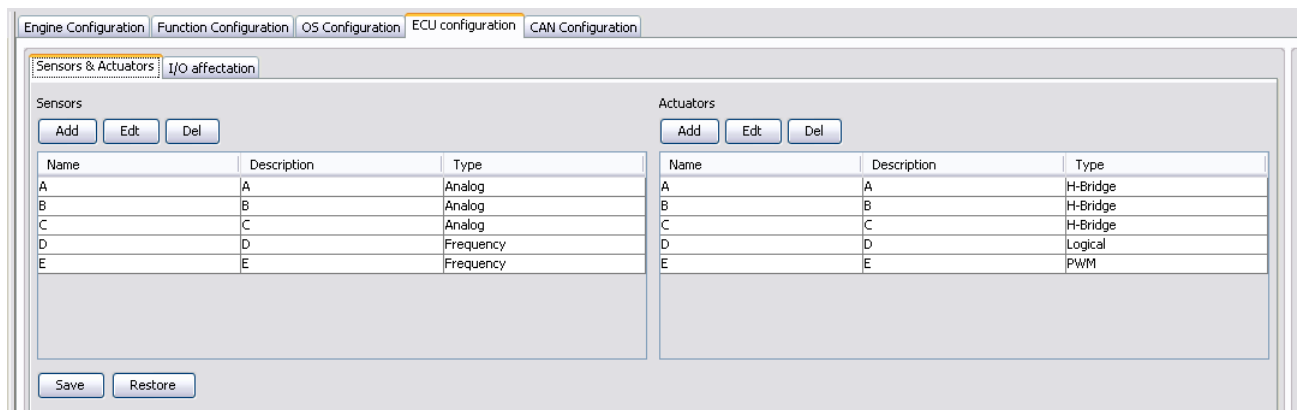 Engine Configuration Function Configuration OS Configuration ECU configuration CAN Configuration
Sensors & Actuators I/O affectation
Sensors
Add Edt Del
Name Description Type
A A Analog
B B Analog
C C Analog
D D Frequency
E E Frequency
Actuators
Add Edt Del
Name Description Type
A A H-Bridge
B B H-Bridge
C C H-Bridge
D D Logical
E E PWM
Save Restore